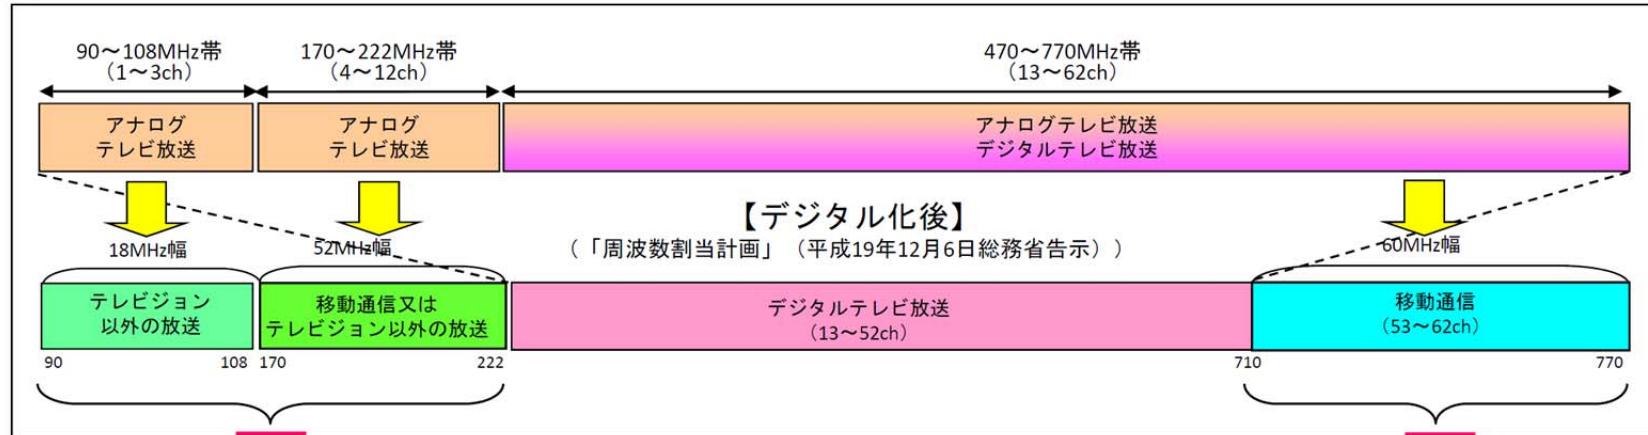 90～108MHz帯
（1～3ch）
170～222MHz帯
（4～12ch）
470～770MHz帯
（13～62ch）
アナログ
テレビ放送
アナログ
テレビ放送
アナログテレビ放送
デジタルテレビ放送
【デジタル化後】
（「周波数割当計画」（平成19年12月6日総務省告示））
18MHz幅
52MHz幅
60MHz幅
テレビジョン
以外の放送
移動通信又は
テレビジョン以外の放送
デジタルテレビ放送
（13～52ch）
移動通信
（53～62ch）
90
108
170
222
710
770